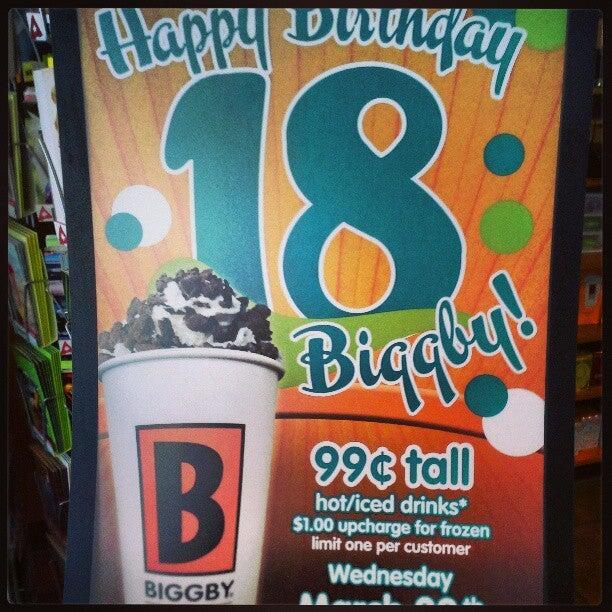 Happy Birthday
18
Biggby!
99¢ tall
hot/iced drinks*
$1.00 upcharge for frozen
limit one per customer
Wednesday
March
B
BIGGBY